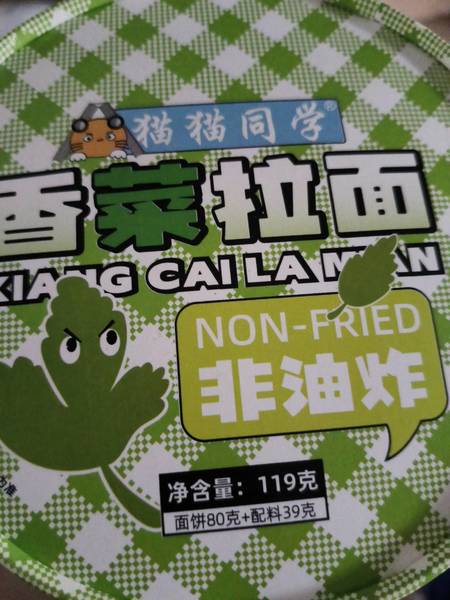 猫猫同学®
香菜拉面
XIANG CAI LA MIAN
NON-FRIED
非油炸
净含量：119克
面饼80克+配料39克